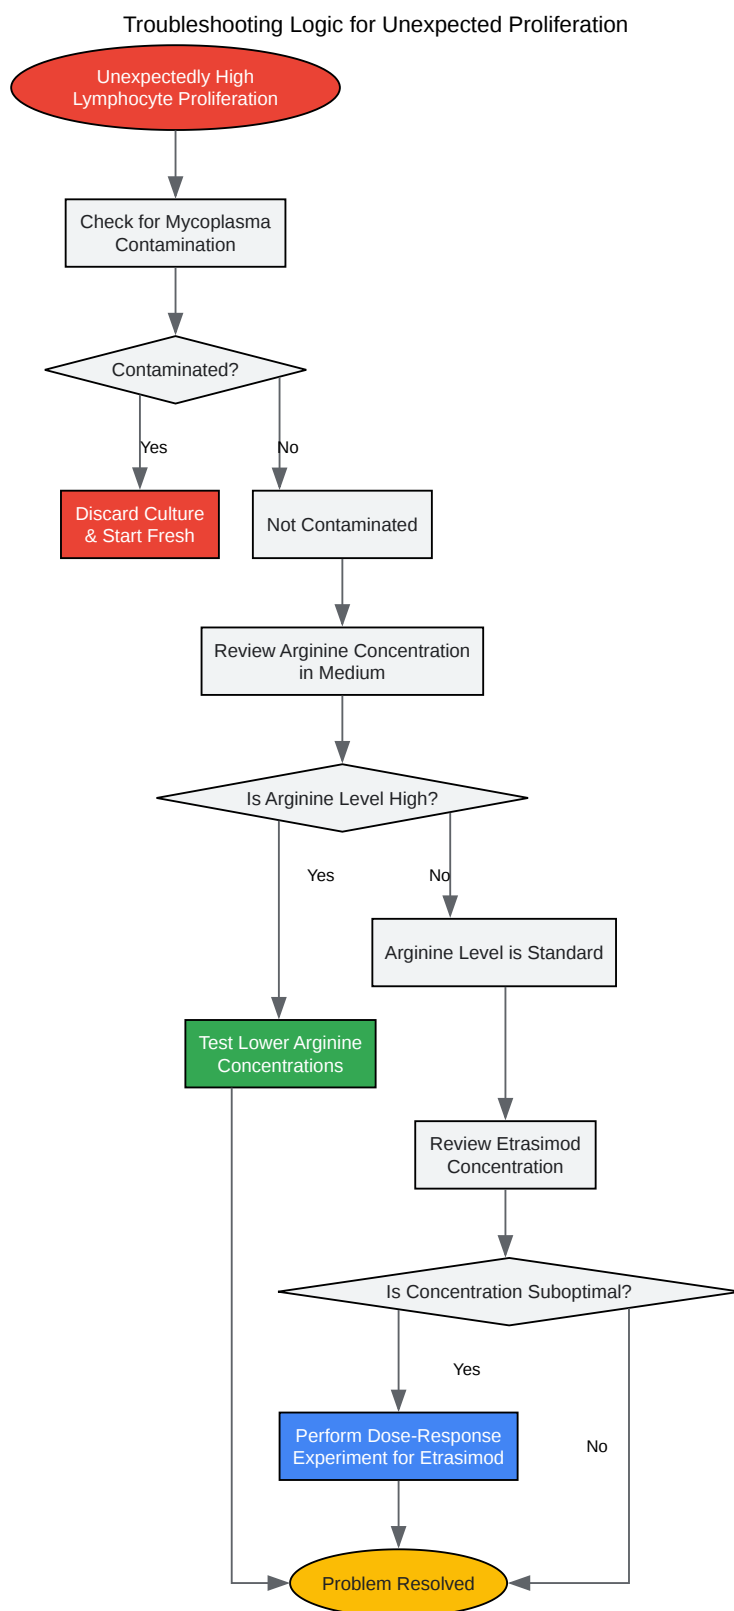 Troubleshooting Logic for Unexpected Proliferation
Unexpectedly High
Lymphocyte Proliferation
Check for Mycoplasma
Contamination
Contaminated?
Yes
No
Discard Culture
& Start Fresh
Not Contaminated
Review Arginine Concentration
in Medium
Is Arginine Level High?
Yes
No
Arginine Level is Standard
Test Lower Arginine
Concentrations
Review Etrasimod
Concentration
Is Concentration Suboptimal?
Yes
Perform Dose-Response
Experiment for Etrasimod
No
Problem Resolved